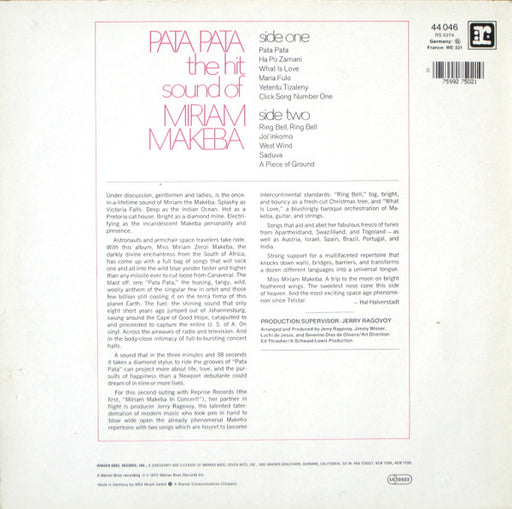 PATA PATA
the hit
sound of
MIRIAM
MAKEBA
side one
Pata Pata
Ha Po Zamani
What Is Love
Maria Fulo
Yetentu Tizaleny
Click Song Number One
side two
Ring Bell, Ring Bell
Jol'inkomo
West Wind
Saduva
A Piece of Ground
44 046
RS 6274
Germany: Ⓖ
France: WE 321
0 75992 75021
Under discussion, gentlemen and ladies, is the once-
in-a-lifetime sound of Miriam the Makeba. Splashy as
Victoria Falls. Deep as the Indian Ocean. Hot as a
Pretoria cat house. Bright as a diamond mine. Electri-
fying as the incandescent Makeba personality and
presence.
Astronauts and armchair space travelers take note.
With this album, Miss Miriam Zenzi Makeba, the
darkly divine enchantress from the South of Africa,
has come up with a full bag of songs that will sock
one and all into the wild blue yonder faster and higher
than any missile ever to cut loose from Canaveral. The
blast off: one "Pata Pata," the teasing, tangy, wild,
woolly anthem of the singular few in orbit and those
few billion still cooling it on the terra firma of this
planet Earth. The fuel: the shining sound that only
eight short years ago jumped out of Johannesburg,
swung around the Cape of Good Hope, catapulted to
and proceeded to capture the entire U. S. of A. On
vinyl. Across the airwaves of radio and television. And
in the body close intimacy of full-to-bursting concert
halls.
A sound that in the three minutes and 38 seconds
it takes a diamond stylus to ride the grooves of "Pata
Pata" can project more about life, love, and the pur-
suits of happiness than a Newport debutante could
dream of in nine or more lives.
For this second outing with Reprise Records (the
first, "Miriam Makeba In Concert!"), her partner in
flight is producer Jerry Ragovoy, the talented tater-
demalion of modern music who took pen in hand to
blow wide open the already phenomenal Makeba
repertoire with two songs which are bound to become
intercontinental standards: "Ring Bell," big, bright,
and bouncy as a fresh cut Christmas tree, and "What
Is Love," a blushingly baroque orchestration of Ma-
keba, guitar, and strings.
Songs that aid and abet her fabulous fresco of tunes
from Apartheidland, Swaziland, and Togoland — as
well as Austria, Israel, Spain, Brazil, Portugal, and
India.
Strong support for a multifaceted repertoire that
knocks down walls, bridges, barriers, and transforms
a dozen different languages into a universal tongue.
Miss Miriam Makeba. A trip to the moon on bright
feathered wings. The sweetest nose cone this side
of heaven. And the most exciting space age phenome-
non since Telstar.
— Hal Halverstadt
PRODUCTION SUPERVISOR: JERRY RAGOVOY
Arranged and Produced by Jerry Ragovoy, Jimmy Wisner,
Luchi de Jesus, and Severino Dias de Oliveira/Art Direction:
Ed Thrasher/A Schwaid-Lewis Production
WARNER BROS. RECORDS, INC.,
A Warner Bros. recording
Made in Germany by WEA Musik GmbH
A Warner Communications Company
LC 0322